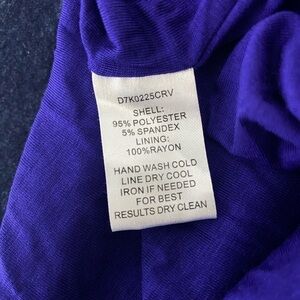 D7K0225CRV
SHELL:
95% POLYESTER
5% SPANDEX
LINING:
100%RAYON
HAND WASH COLD
LINE DRY COOL
IRON IF NEEDED
FOR BEST
RESULTS DRY CLEAN